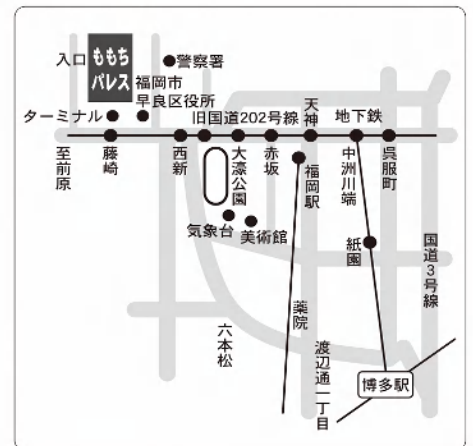 入口
ももち
パレス
警察署
福岡市
早良区役所
ターミナル
旧国道202号線
天神
地下鉄
至前原
藤崎
西新
大濠公園
赤坂
福岡駅
中洲川端
呉服町
気象台
美術館
紙園
国道3号線
六本松
薬院
渡辺通一丁目
博多駅